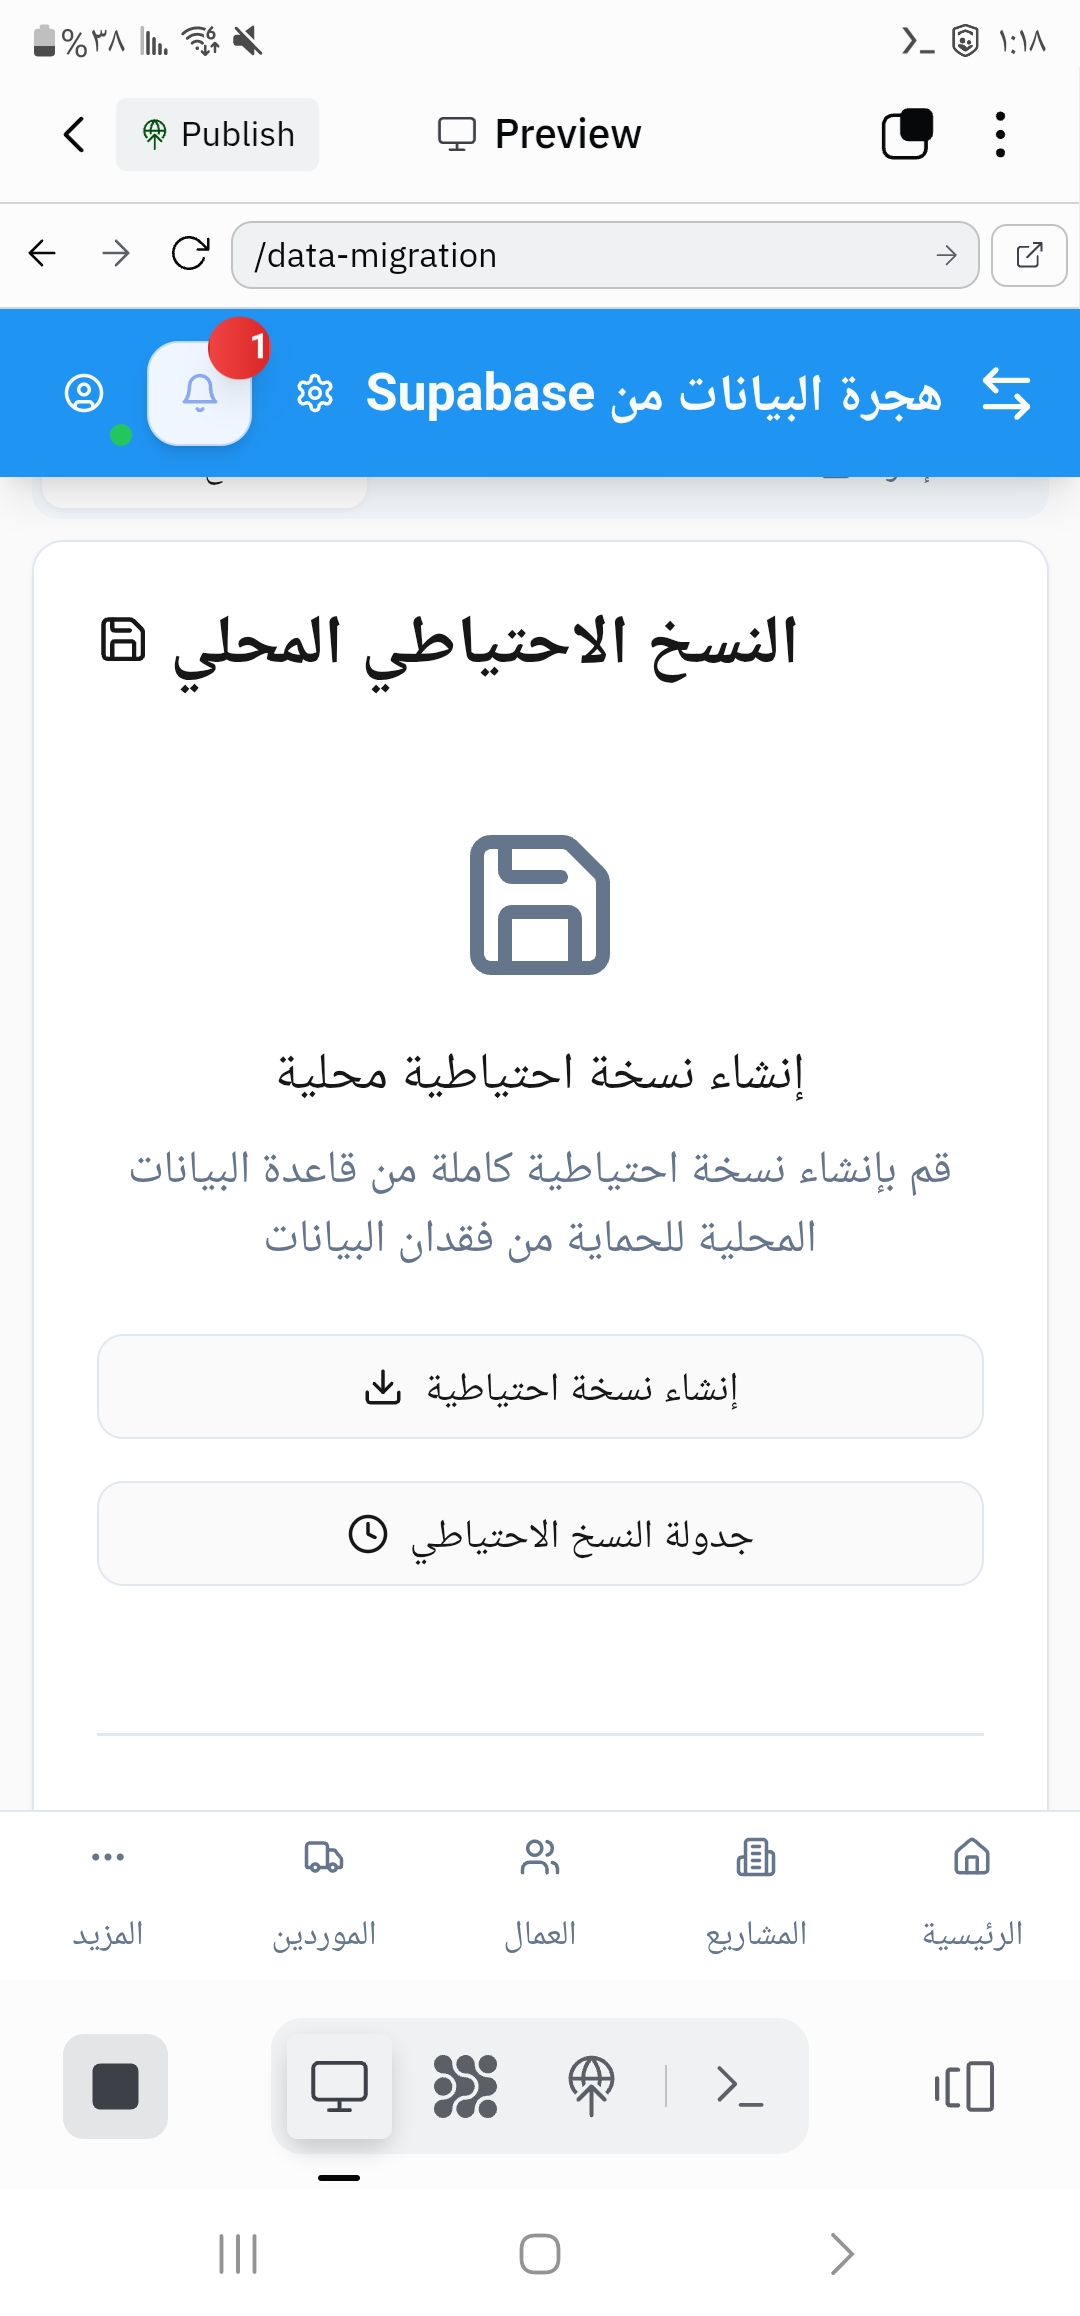 %٣٨
١:١٨
Publish
Preview
/data-migration
هجرة البيانات من Supabase
1
النسخ الاحتياطي المحلي
إنشاء نسخة احتياطية محلية
قم بإنشاء نسخة احتياطية كاملة من قاعدة البيانات
المحلية للحماية من فقدان البيانات
إنشاء نسخة احتياطية
جدولة النسخ الاحتياطي
الرئيسية
المشاريع
العمال
الموردين
المزيد